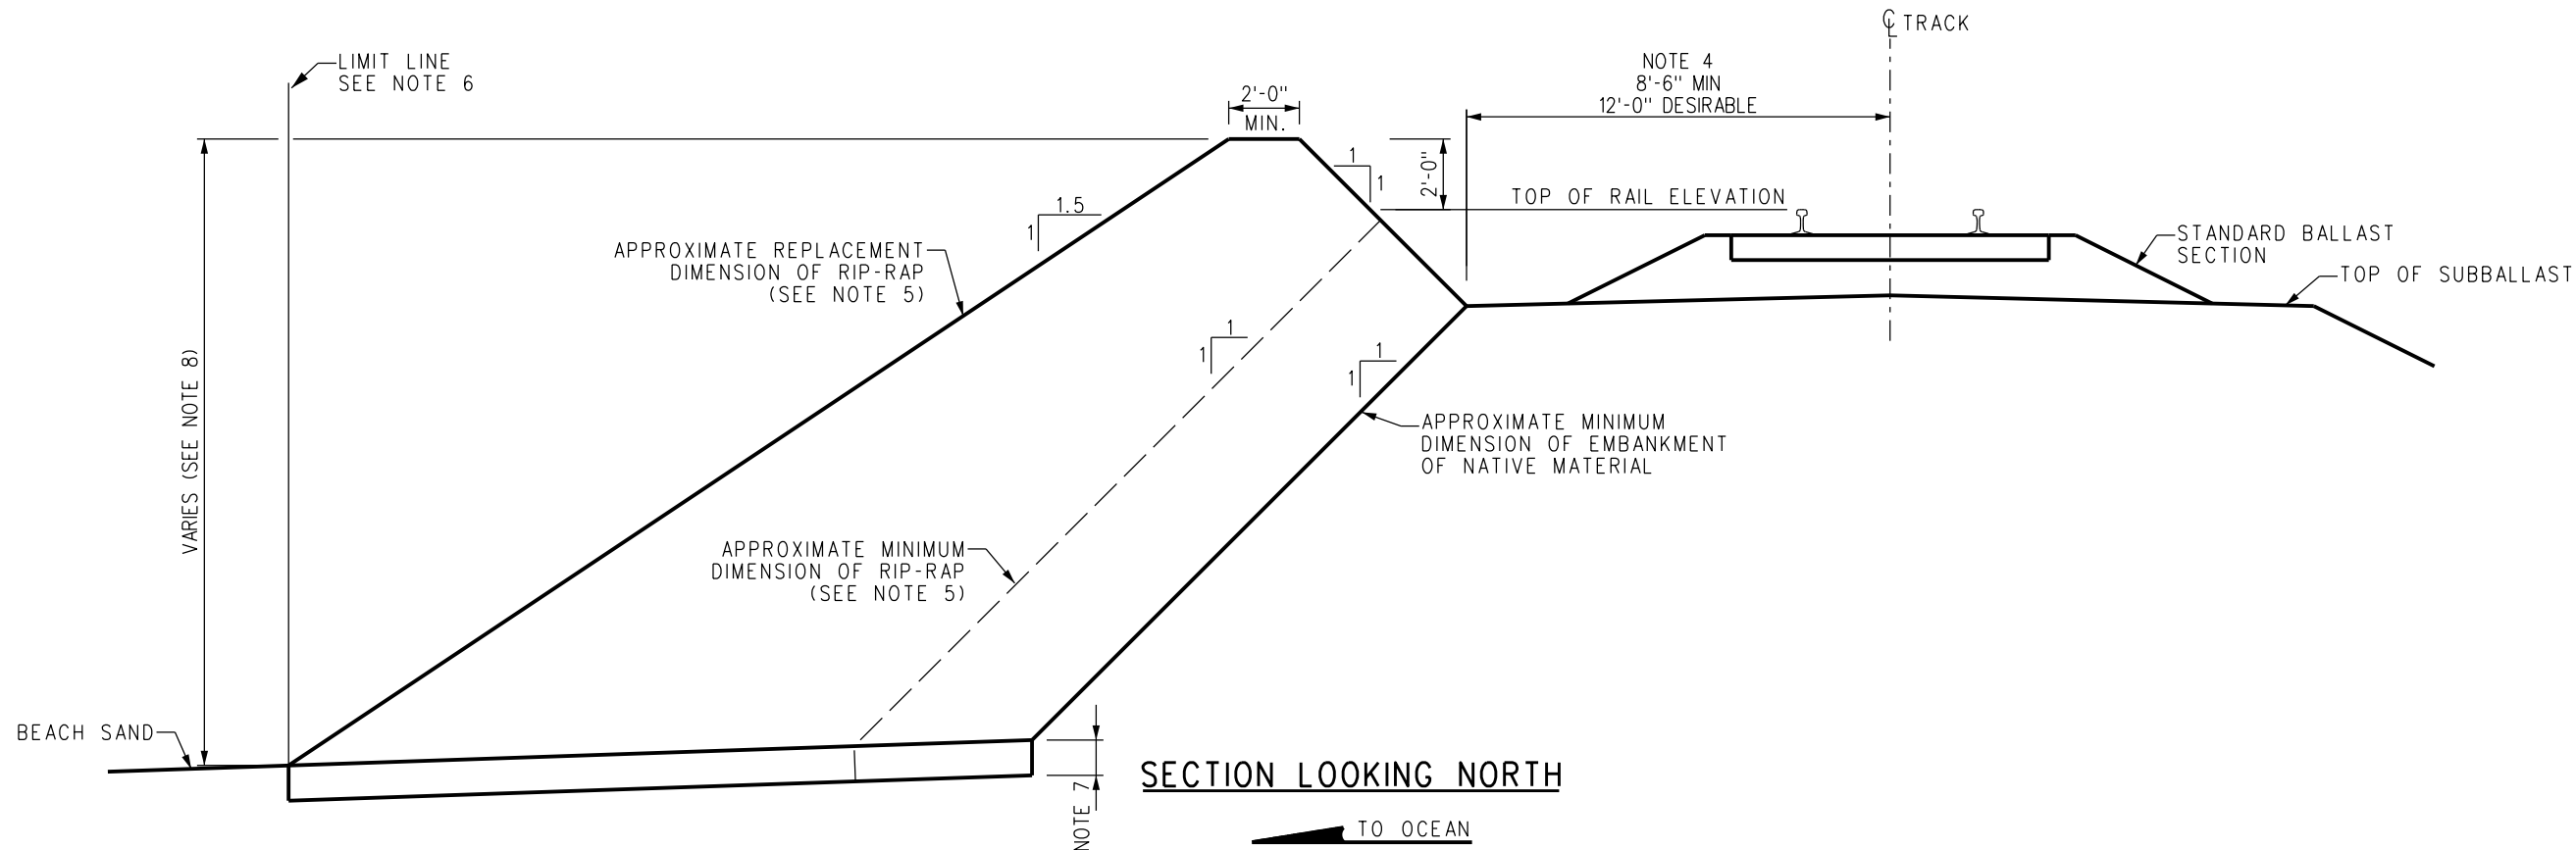 ℄ TRACK
LIMIT LINE
SEE NOTE 6
NOTE 4
8'-6" MIN
12'-0" DESIRABLE
2'-0"
MIN.
1
1
2'-0"
TOP OF RAIL ELEVATION
1.5
1
APPROXIMATE REPLACEMENT
DIMENSION OF RIP-RAP
(SEE NOTE 5)
STANDARD BALLAST
SECTION
TOP OF SUBBALLAST
1
1
1
1
VARIES (SEE NOTE 8)
APPROXIMATE MINIMUM
DIMENSION OF EMBANKMENT
OF NATIVE MATERIAL
APPROXIMATE MINIMUM
DIMENSION OF RIP-RAP
(SEE NOTE 5)
BEACH SAND
NOTE 7
SECTION LOOKING NORTH
TO OCEAN